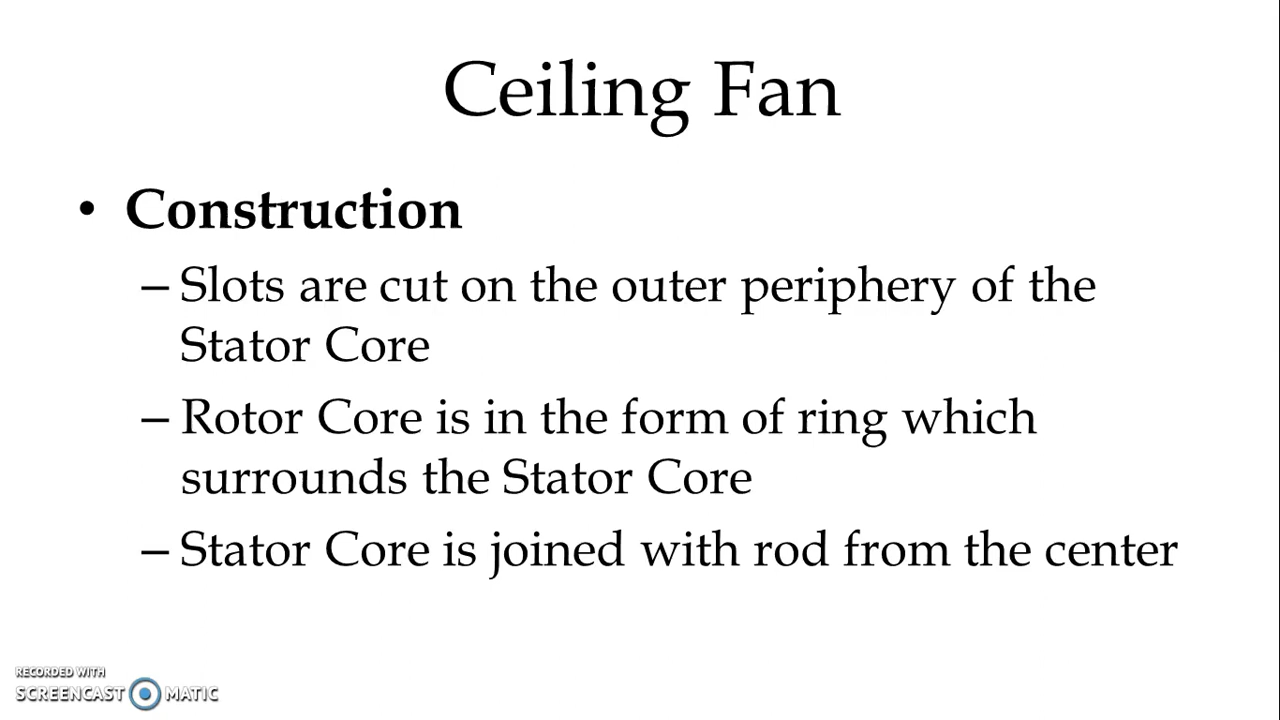 Ceiling Fan
• Construction
– Slots are cut on the outer periphery of the
Stator Core
– Rotor Core is in the form of ring which
surrounds the Stator Core
– Stator Core is joined with rod from the center
RECORDED WITH
SCREENCAST MATIC